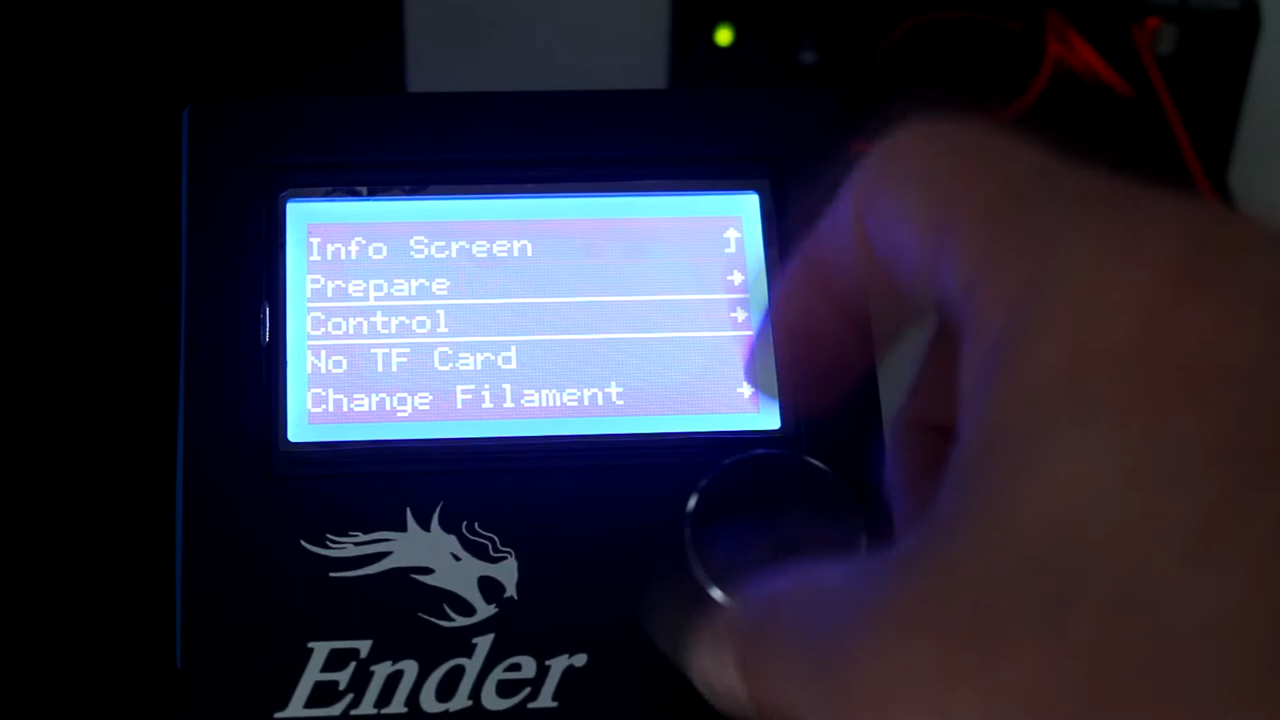 Info Screen
Prepare
Control
No TF Card
Change Filament
Ender